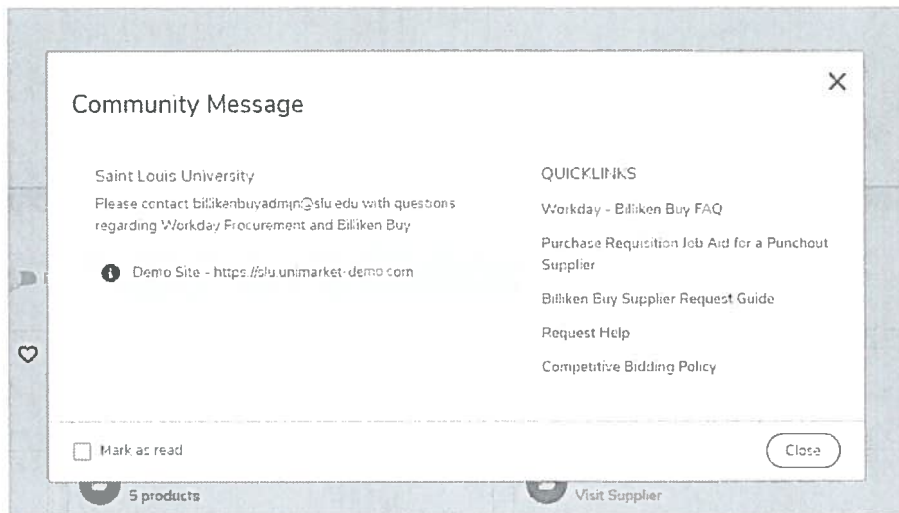 Community Message
Saint Louis University
Please contact billikenbuyadmin@slu.edu with questions
regarding Workday Procurement and Billiken Buy
Demo Site - https://slu.unimarket-demo.com
QUICKLINKS
Workday - Billiken Buy FAQ
Purchase Requisition Job Aid for a Punchout
Supplier
Billiken Buy Supplier Request Guide
Request Help
Competitive Bidding Policy
Mark as read
Close
5 products
Visit Supplier